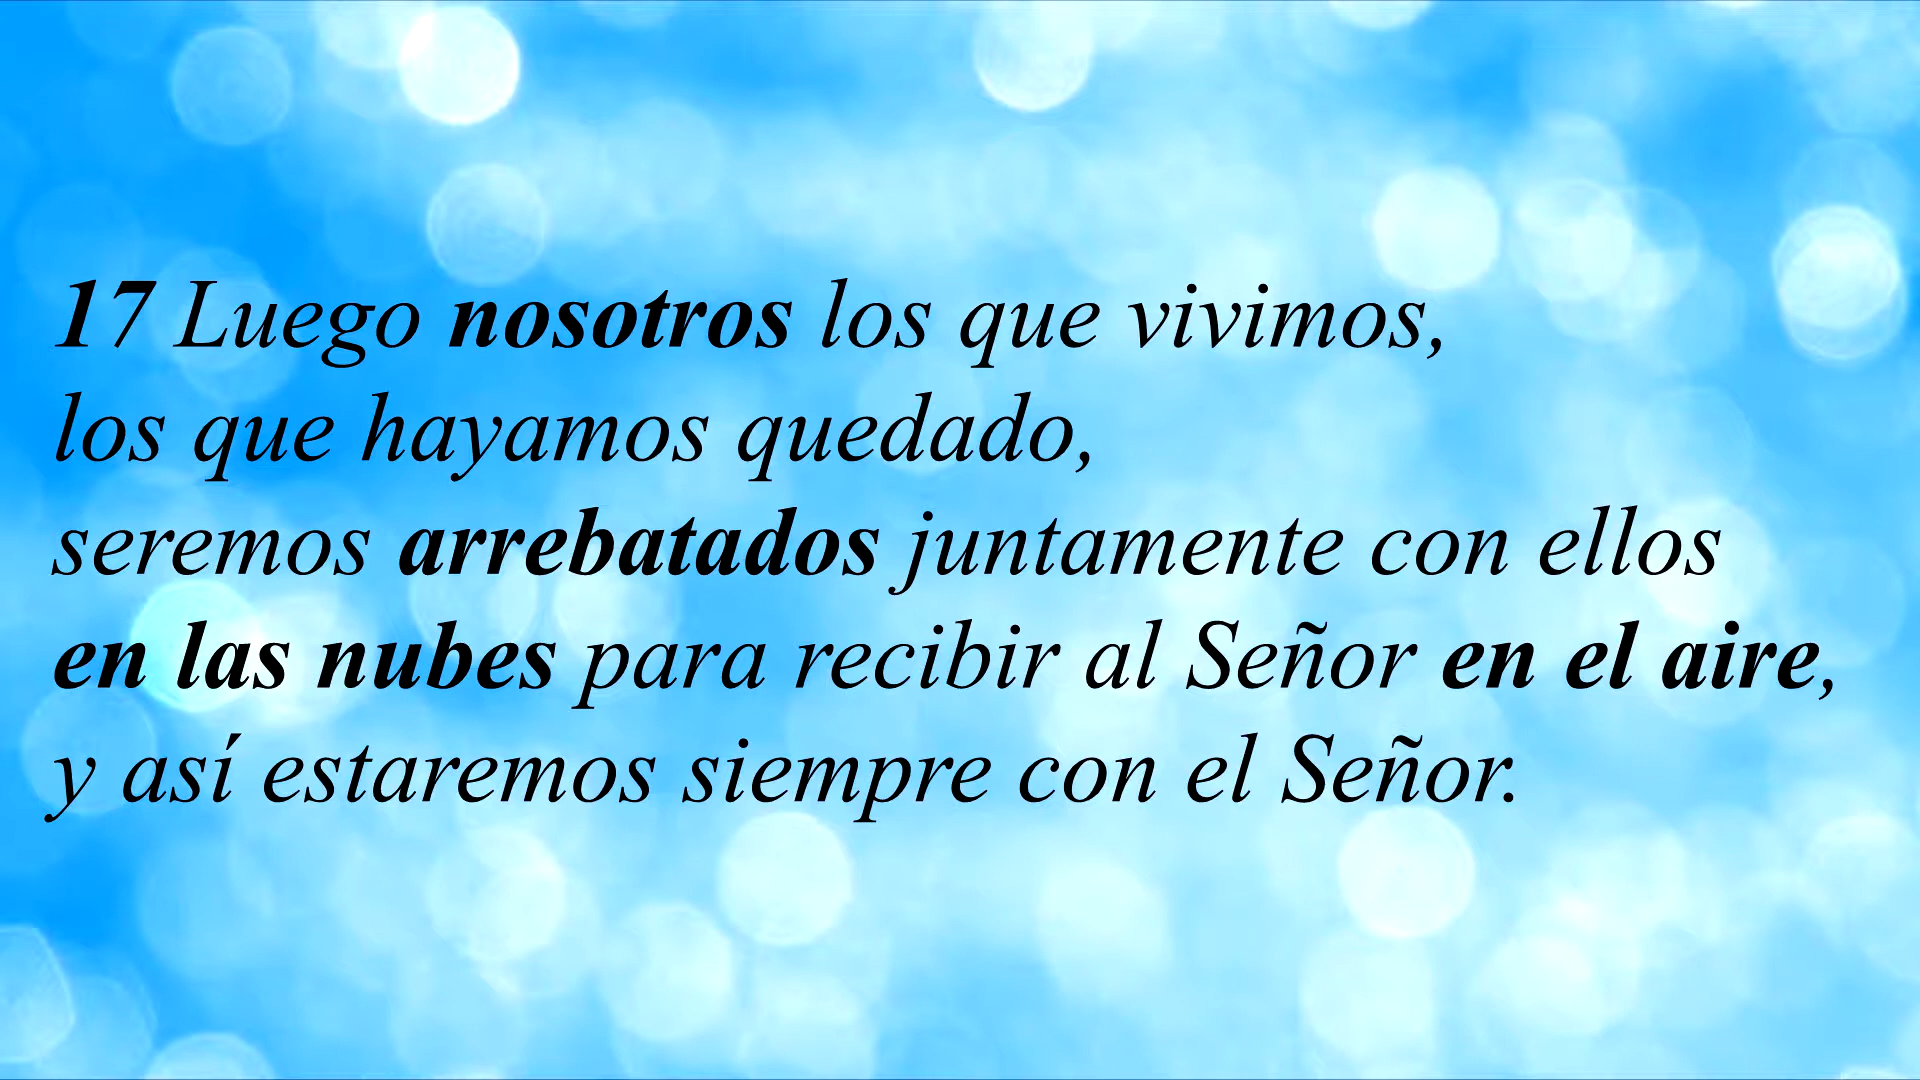 17 Luego nosotros los que vivimos,
los que hayamos quedado,
seremos arrebatados juntamente con ellos
en las nubes para recibir al Señor en el aire,
y así estaremos siempre con el Señor.